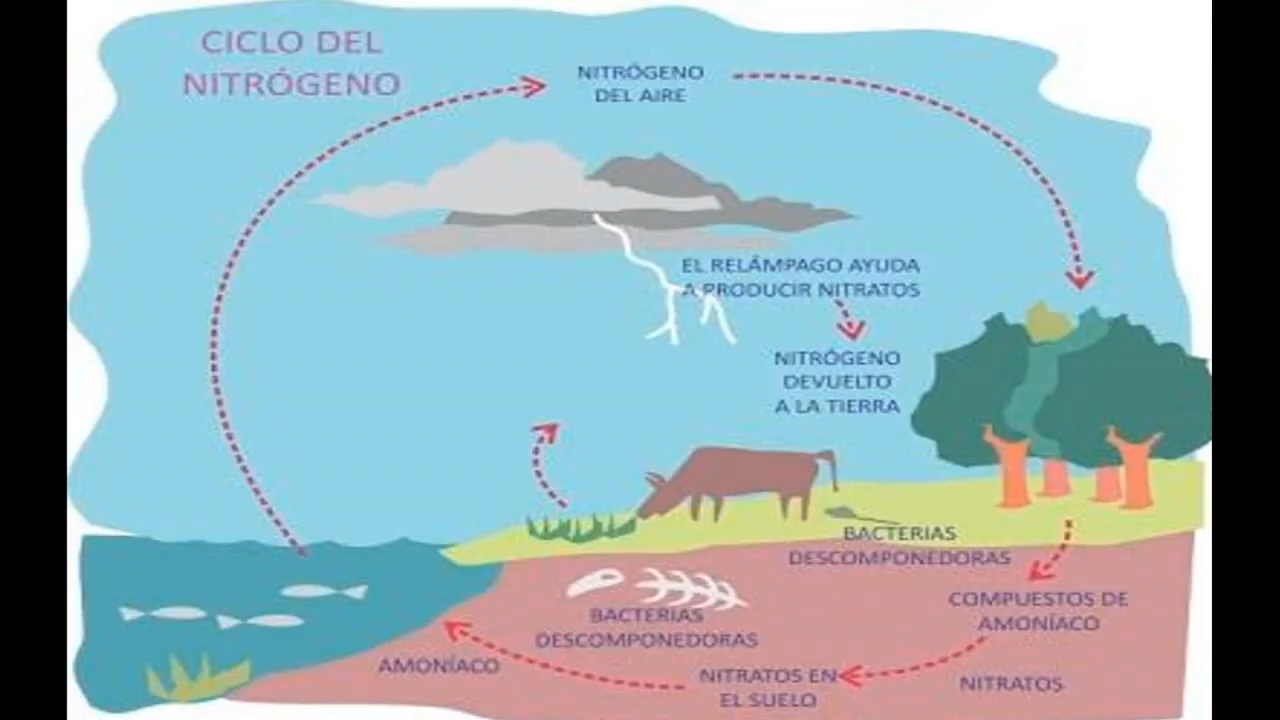 CICLO DEL
NITRÓGENO
NITRÓGENO
DEL AIRE
EL RELÁMPAGO AYUDA
A PRODUCIR NITRATOS
NITRÓGENO
DEVUELTO
A LA TIERRA
BACTERIAS
DESCOMPONEDORAS
COMPUESTOS DE
AMONÍACO
BACTERIAS
DESCOMPONEDORAS
AMONÍACO
NITRATOS EN
EL SUELO
NITRATOS